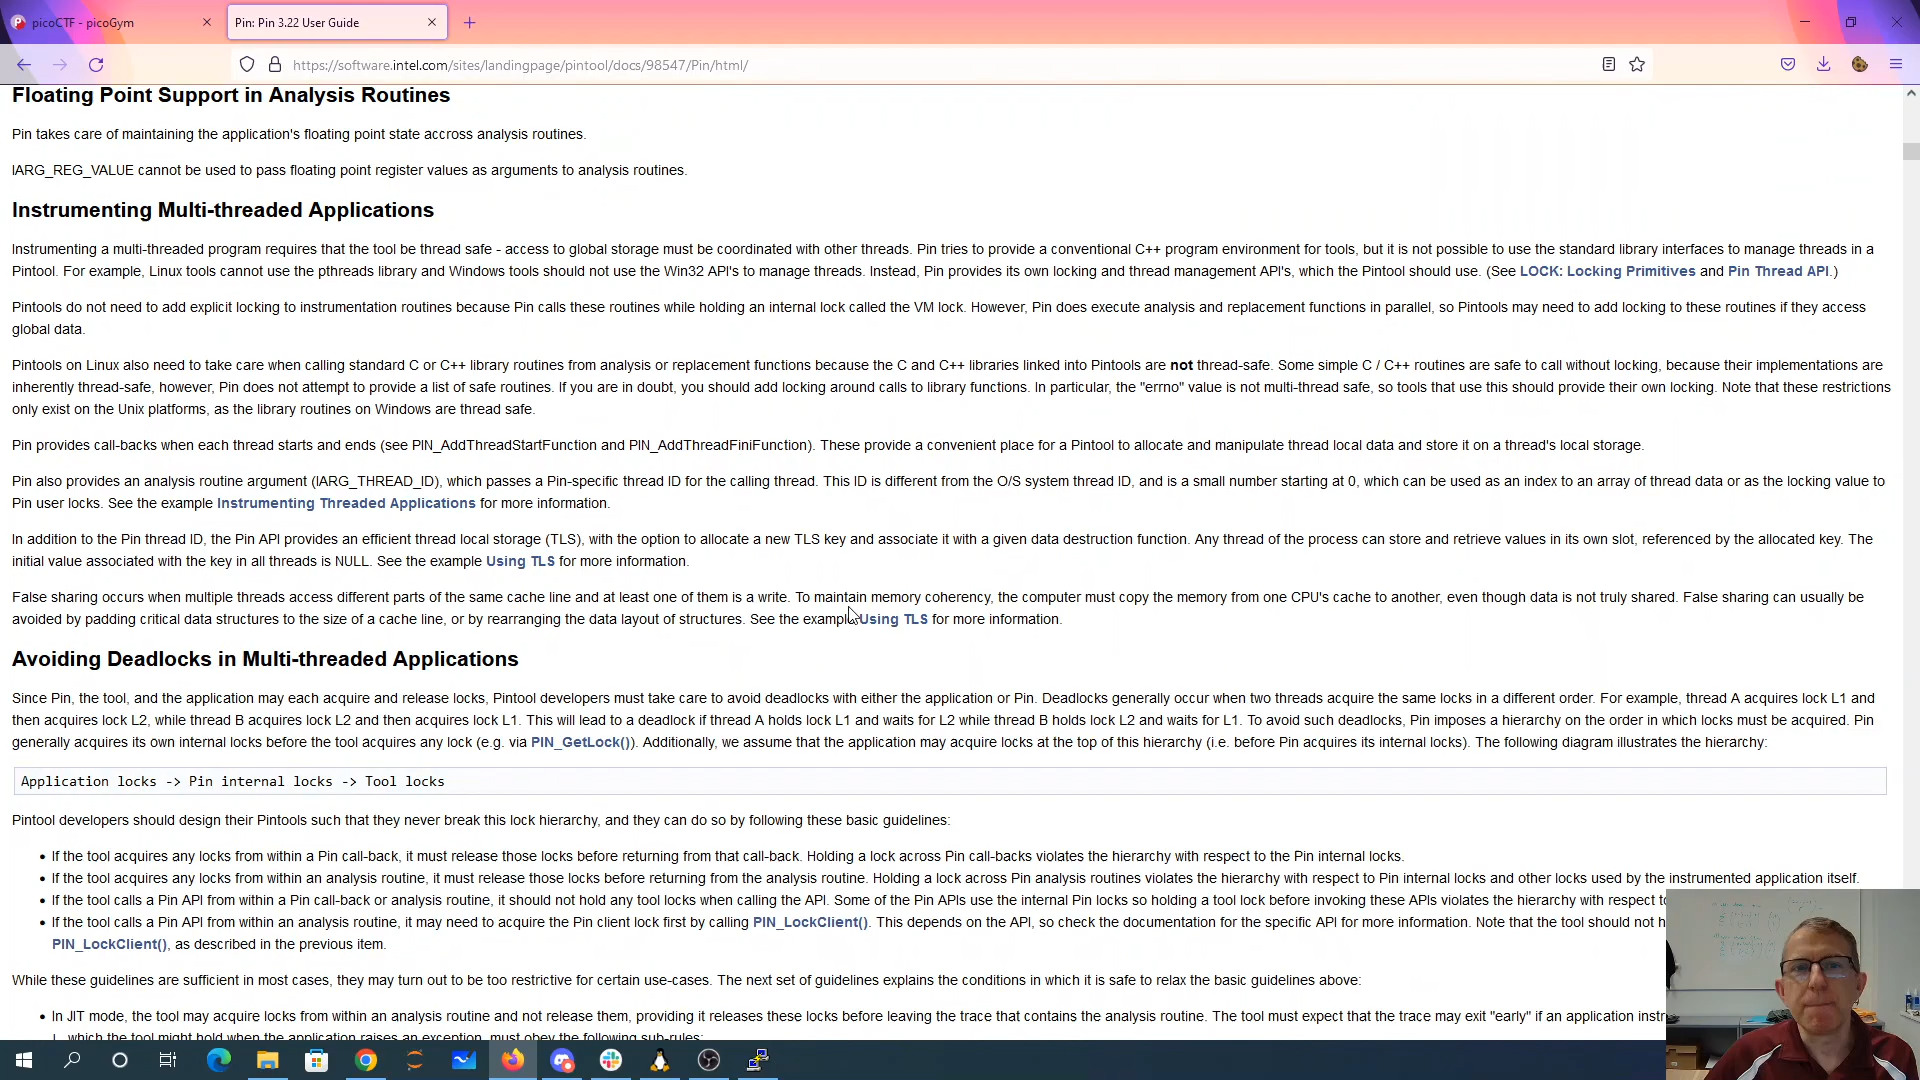 picoCTF - picoGym
Pin: Pin 3.22 User Guide
https://software.intel.com/sites/landingpage/pintool/docs/98547/Pin/html/
Floating Point Support in Analysis Routines
Pin takes care of maintaining the application's floating point state accross analysis routines.
IARG_REG_VALUE cannot be used to pass floating point register values as arguments to analysis routines.
Instrumenting Multi-threaded Applications
Instrumenting a multi-threaded program requires that the tool be thread safe - access to global storage must be coordinated with other threads. Pin tries to provide a conventional C++ program environment for tools, but it is not possible to use the standard library interfaces to manage threads in a
Pintool. For example, Linux tools cannot use the pthreads library and Windows tools should not use the Win32 API's to manage threads. Instead, Pin provides its own locking and thread management API's, which the Pintool should use. (See LOCK: Locking Primitives and Pin Thread API.)
Pintools do not need to add explicit locking to instrumentation routines because Pin calls these routines while holding an internal lock called the VM lock. However, Pin does execute analysis and replacement functions in parallel, so Pintools may need to add locking to these routines if they access
global data.
Pintools on Linux also need to take care when calling standard C or C++ library routines from analysis or replacement functions because the C and C++ libraries linked into Pintools are not thread-safe. Some simple C / C++ routines are safe to call without locking, because their implementations are
inherently thread-safe, however, Pin does not attempt to provide a list of safe routines. If you are in doubt, you should add locking around calls to library functions. In particular, the "errno" value is not multi-thread safe, so tools that use this should provide their own locking. Note that these restrictions
only exist on the Unix platforms, as the library routines on Windows are thread safe.
Pin provides call-backs when each thread starts and ends (see PIN_AddThreadStartFunction and PIN_AddThreadFiniFunction). These provide a convenient place for a Pintool to allocate and manipulate thread local data and store it on a thread's local storage.
Pin also provides an analysis routine argument (IARG_THREAD_ID), which passes a Pin-specific thread ID for the calling thread. This ID is different from the O/S system thread ID, and is a small number starting at 0, which can be used as an index to an array of thread data or as the locking value to
Pin user locks. See the example Instrumenting Threaded Applications for more information.
In addition to the Pin thread ID, the Pin API provides an efficient thread local storage (TLS), with the option to allocate a new TLS key and associate it with a given data destruction function. Any thread of the process can store and retrieve values in its own slot, referenced by the allocated key. The
initial value associated with the key in all threads is NULL. See the example Using TLS for more information.
False sharing occurs when multiple threads access different parts of the same cache line and at least one of them is a write. To maintain memory coherency, the computer must copy the memory from one CPU's cache to another, even though data is not truly shared. False sharing can usually be
avoided by padding critical data structures to the size of a cache line, or by rearranging the data layout of structures. See the example Using TLS for more information.
Avoiding Deadlocks in Multi-threaded Applications
Since Pin, the tool, and the application may each acquire and release locks, Pintool developers must take care to avoid deadlocks with either the application or Pin. Deadlocks generally occur when two threads acquire the same locks in a different order. For example, thread A acquires lock L1 and
then acquires lock L2, while thread B acquires lock L2 and then acquires lock L1. This will lead to a deadlock if thread A holds lock L1 and waits for L2 while thread B holds lock L2 and waits for L1. To avoid such deadlocks, Pin imposes a hierarchy on the order in which locks must be acquired. Pin
generally acquires its own internal locks before the tool acquires any lock (e.g. via PIN_GetLock()). Additionally, we assume that the application may acquire locks at the top of this hierarchy (i.e. before Pin acquires its internal locks). The following diagram illustrates the hierarchy:
Application locks -> Pin internal locks -> Tool locks
Pintool developers should design their Pintools such that they never break this lock hierarchy, and they can do so by following these basic guidelines:
• If the tool acquires any locks from within a Pin call-back, it must release those locks before returning from that call-back. Holding a lock across Pin call-backs violates the hierarchy with respect to the Pin internal locks.
• If the tool acquires any locks from within an analysis routine, it must release those locks before returning from the analysis routine. Holding a lock across Pin analysis routines violates the hierarchy with respect to Pin internal locks and other locks used by the instrumented application itself.
• If the tool calls a Pin API from within a Pin call-back or analysis routine, it should not hold any tool locks when calling the API. Some of the Pin APIs use the internal Pin locks so holding a tool lock before invoking these APIs violates the hierarchy with respect to
• If the tool calls a Pin API from within an analysis routine, it may need to acquire the Pin client lock first by calling PIN_LockClient(). This depends on the API, so check the documentation for the specific API for more information. Note that the tool should not h
PIN_LockClient(), as described in the previous item.
While these guidelines are sufficient in most cases, they may turn out to be too restrictive for certain use-cases. The next set of guidelines explains the conditions in which it is safe to relax the basic guidelines above:
• In JIT mode, the tool may acquire locks from within an analysis routine and not release them, providing it releases these locks before leaving the trace that contains the analysis routine. The tool must expect that the trace may exit "early" if an application instr
which the tool might hold when the application raises an exception, must obey the following sub-rules: